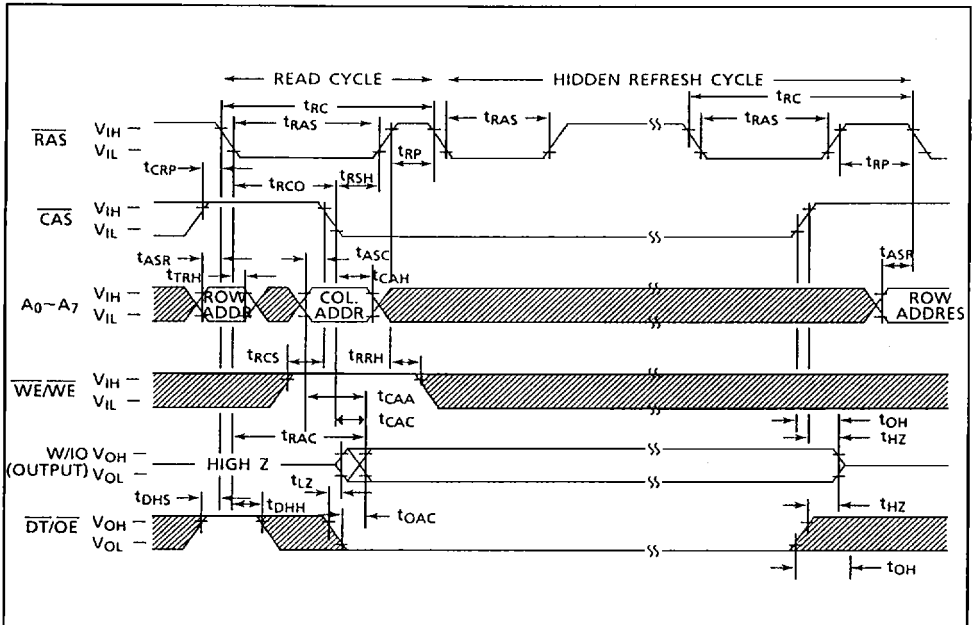 READ CYCLE HIDDEN REFRESH CYCLE
tRC tRC
RAS VIH tRAS tRAS tRAS
VIL tRP tRP
tCRP tRCO tRSH
CAS VIH
VIL
tASR tASC tASR
tTRH tCAH
A0~A7 VIH ROW COL. ROW
VIL ADDR ADDR ADDRES
tRCS tRRH
WE/WE VIH
VIL tCAA
tCAC tOH
tRAC tHZ
W/IO VOH
(OUTPUT) VOL HIGH Z
tLZ
tDHS tDHH tOAC tHZ
DT/OE VOH
VOL
tOH